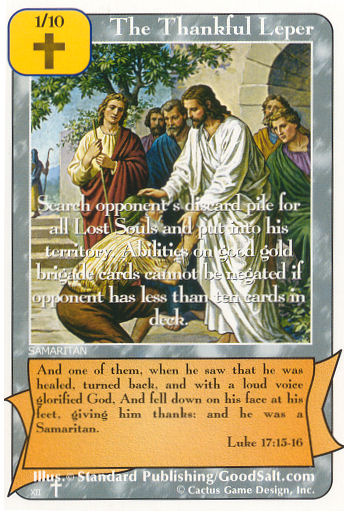 1/10
The Thankful Leper
Search opponent's discard pile for
all Lost Souls and put into his
territory. Abilities on good gold
brigade cards cannot be negated if
opponent has less than ten cards in
deck.
SAMARITAN
And one of them, when he saw that he was
healed, turned back, and with a loud voice
glorified God, And fell down on his face at his
feet, giving him thanks: and he was a
Samaritan.
Luke 17:15-16
Illus. © Standard Publishing/GoodSalt.com
XII
© Cactus Game Design, Inc.